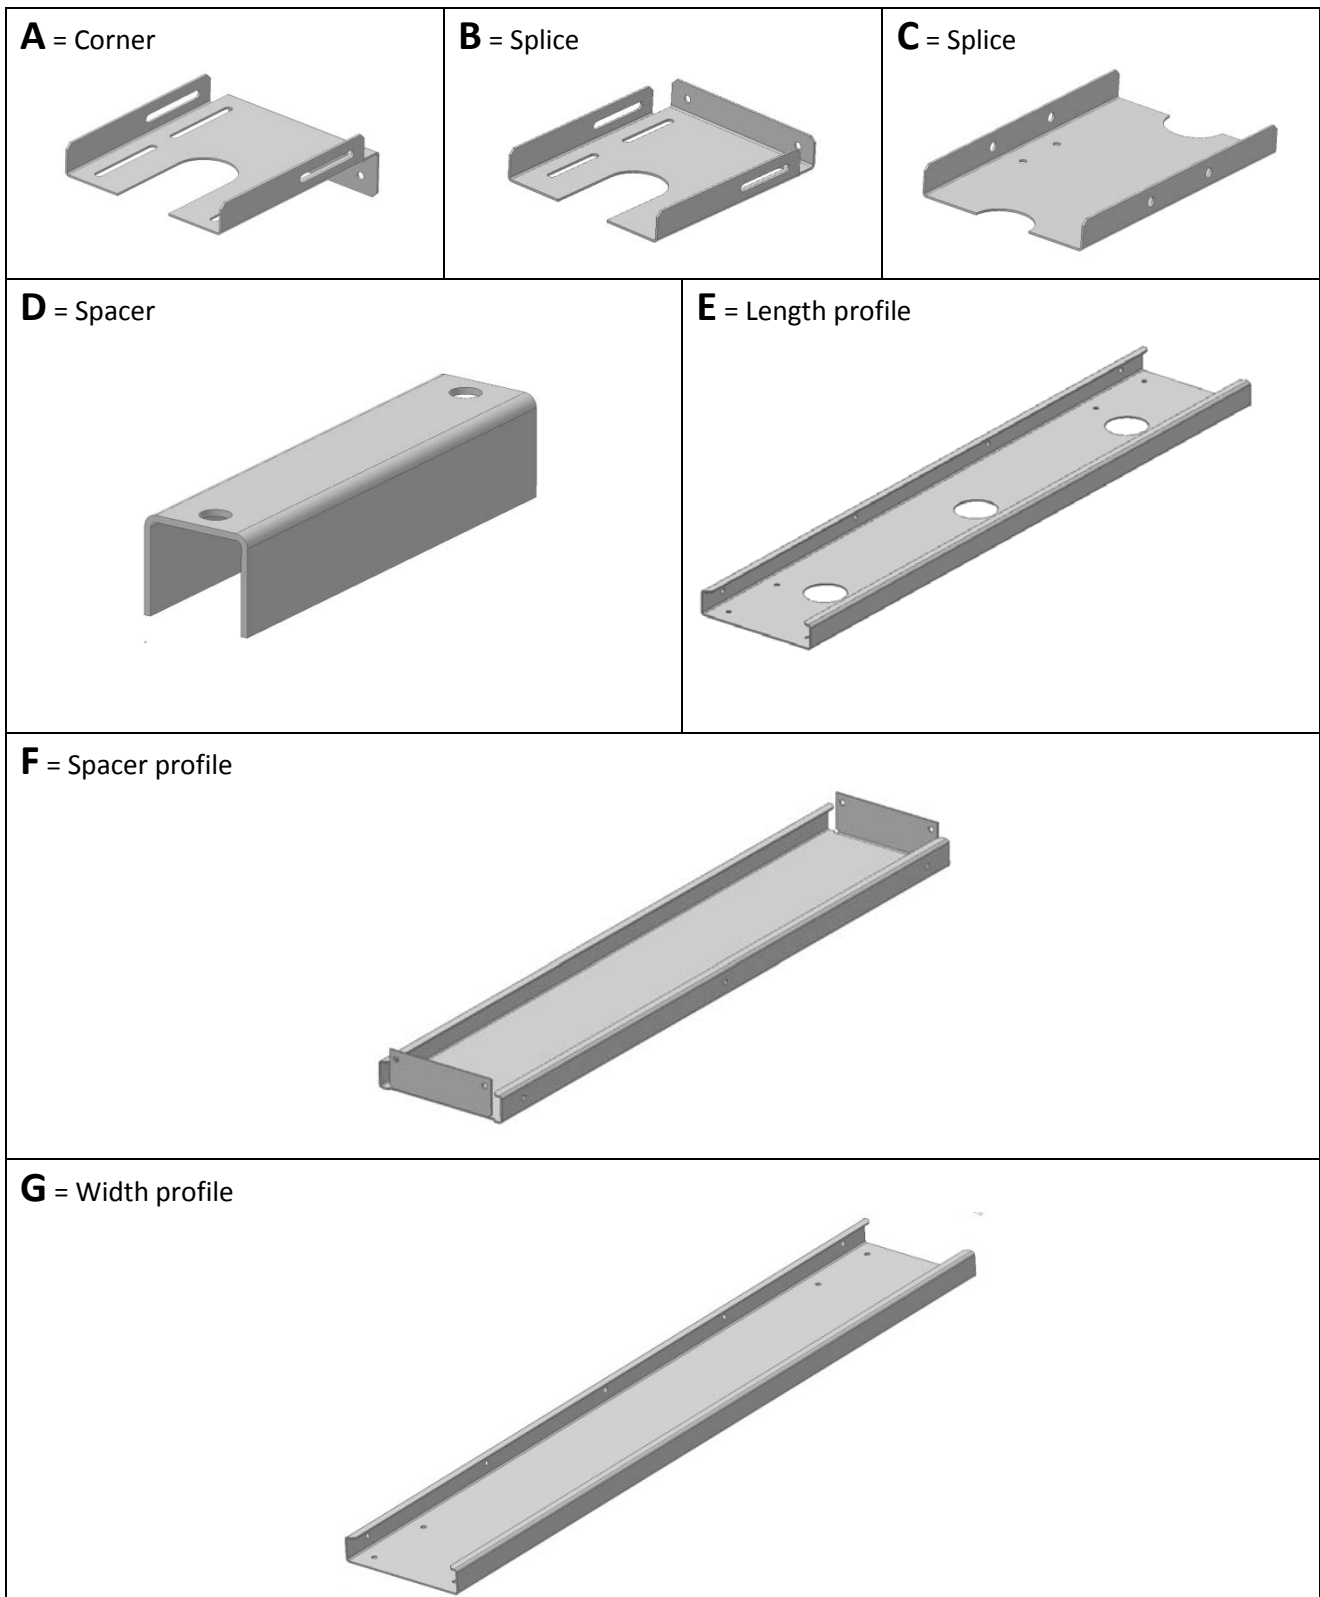 A = Corner
B = Splice
C = Splice
D = Spacer
E = Length profile
F = Spacer profile
G = Width profile